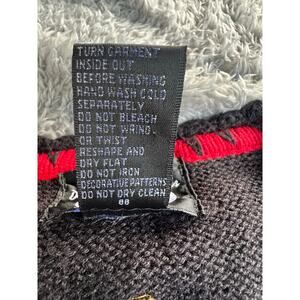 TURN GARMENT
INSIDE OUT
BEFORE WASHING
HAND WASH COLD
SEPARATELY
DO NOT BLEACH
DO NOT WRING
OR TWIST
RESHAPE AND
DRY FLAT
DO NOT IRON
DECORATIVE PATTERNS
DO NOT DRY CLEAN
88